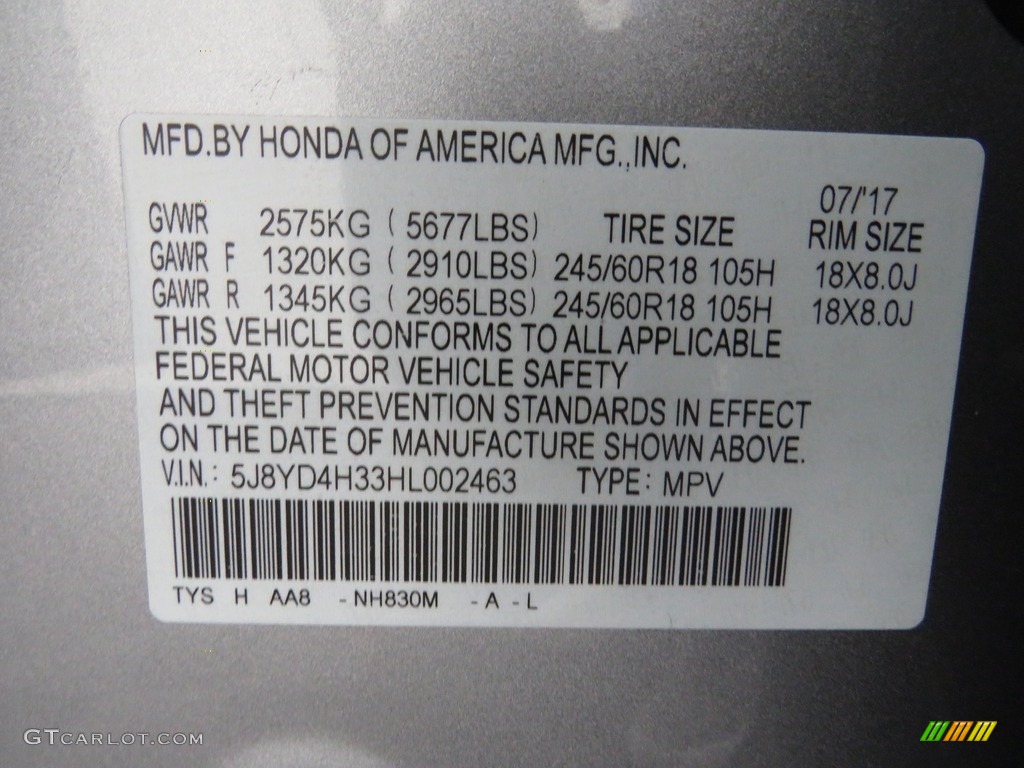 MFD.BY HONDA OF AMERICA MFG.,INC.
07/'17
GVWR 2575KG ( 5677LBS) TIRE SIZE RIM SIZE
GAWR F 1320KG ( 2910LBS) 245/60R18 105H 18X8.0J
GAWR R 1345KG ( 2965LBS) 245/60R18 105H 18X8.0J
THIS VEHICLE CONFORMS TO ALL APPLICABLE
FEDERAL MOTOR VEHICLE SAFETY
AND THEFT PREVENTION STANDARDS IN EFFECT
ON THE DATE OF MANUFACTURE SHOWN ABOVE.
V.I.N.: 5J8YD4H33HL002463 TYPE: MPV
TYS H AA8 - NH830M - A - L
GTCARLOT.COM